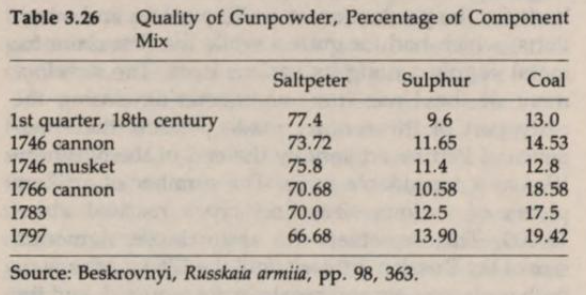 Table 3.26 Quality of Gunpowder, Percentage of Component
Mix
Saltpeter Sulphur Coal
1st quarter, 18th century 77.4 9.6 13.0
1746 cannon 73.72 11.65 14.53
1746 musket 75.8 11.4 12.8
1766 cannon 70.68 10.58 18.58
1783 70.0 12.5 17.5
1797 66.68 13.90 19.42
Source: Beskrovnyi, Russkaia armiia, pp. 98, 363.